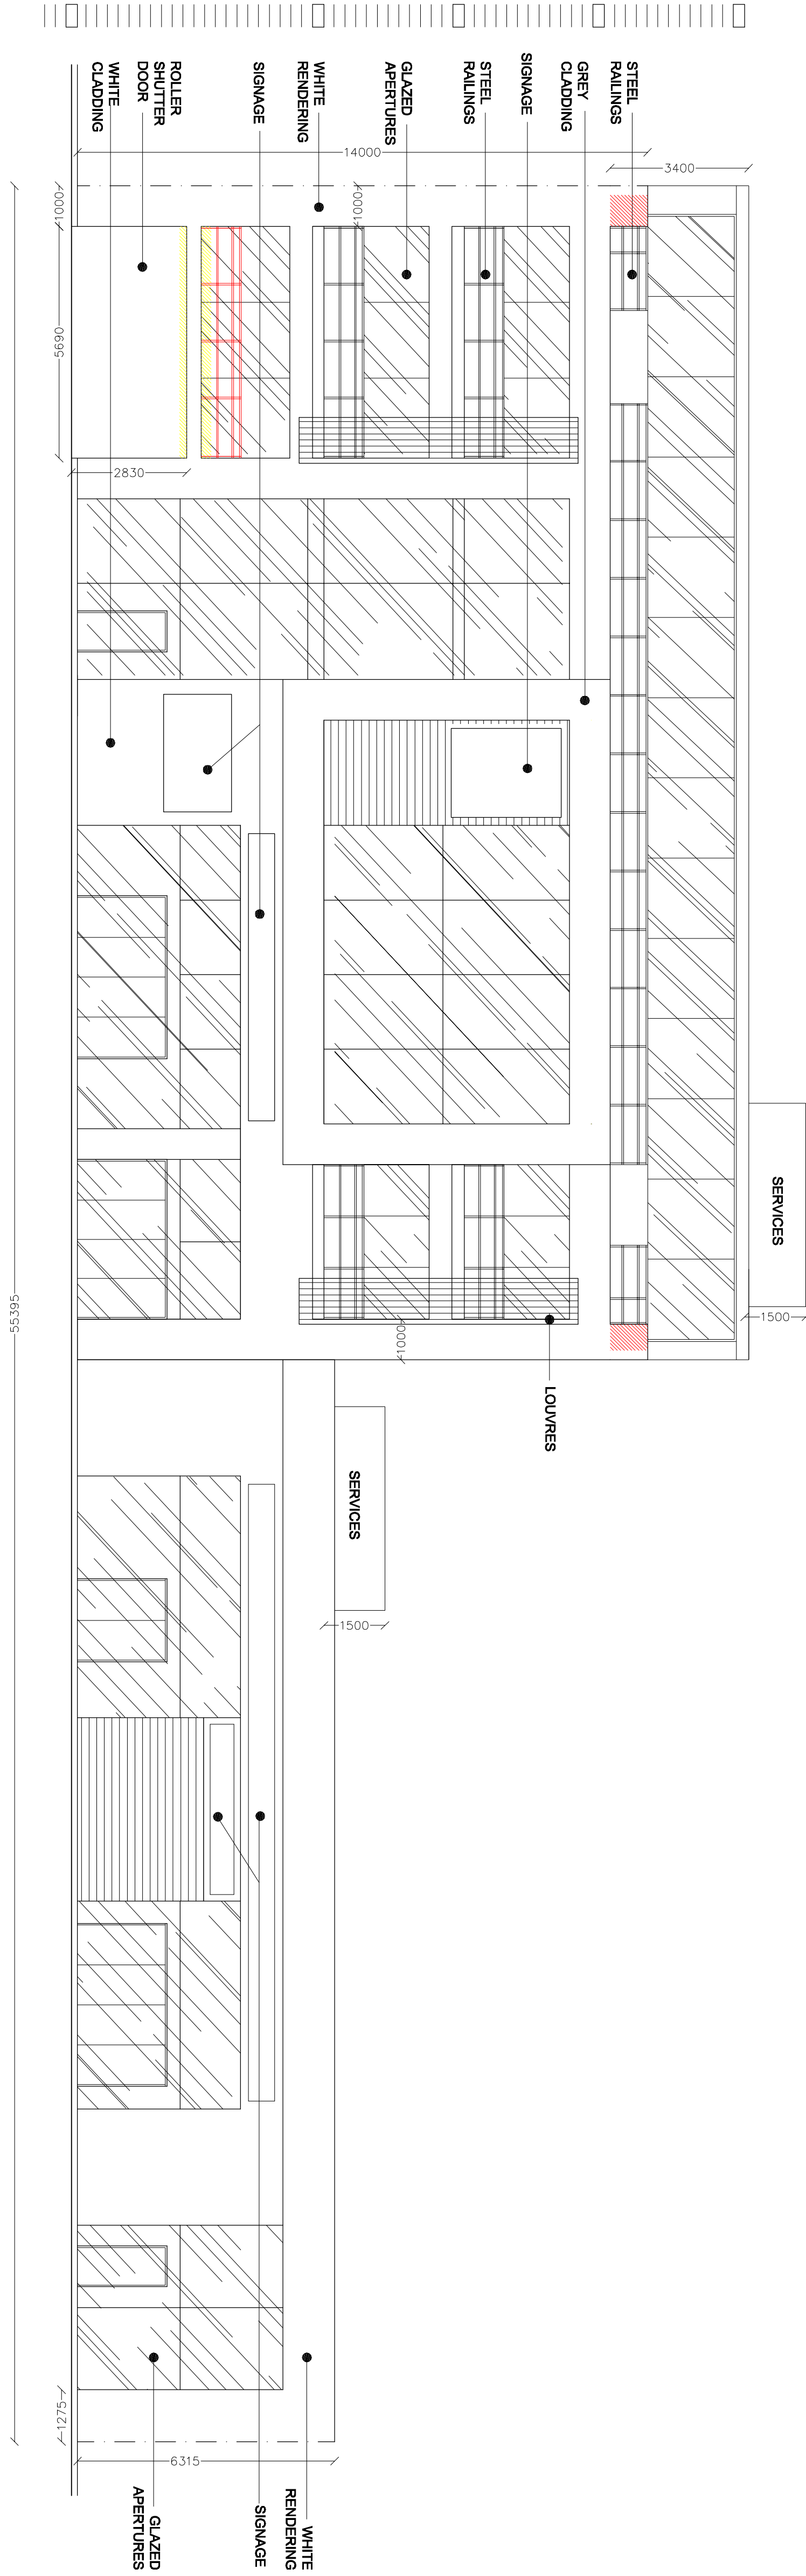 STEEL
RAILINGS
GREY
CLADDING
SIGNAGE
STEEL
RAILINGS
GLAZED
APERTURES
WHITE
RENDERING
SIGNAGE
ROLLER
SHUTTER
DOOR
WHITE
CLADDING
14000
3400
1000
1000
5690
2830
SERVICES
1500
1000
LOUVRES
55395
SERVICES
1500
1275
6315
WHITE
RENDERING
SIGNAGE
GLAZED
APERTURES